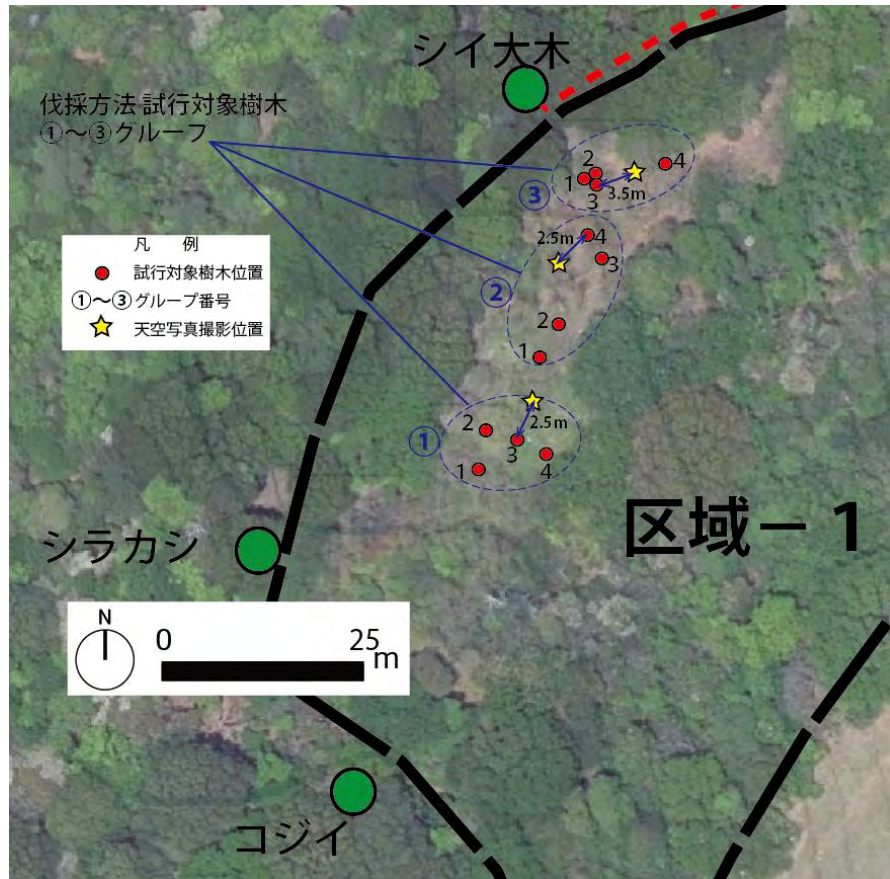 シイ大木
伐採方法 試行対象樹木
①～③グループ
2
4
1
3
③
3.5m
凡 例
試行対象樹木位置
①～③グループ番号
天空写真撮影位置
2.5m
4
3
②
2
1
2
2.5m
①
3
4
1
区域－1
シラカシ
N
0
25
m
コジイ